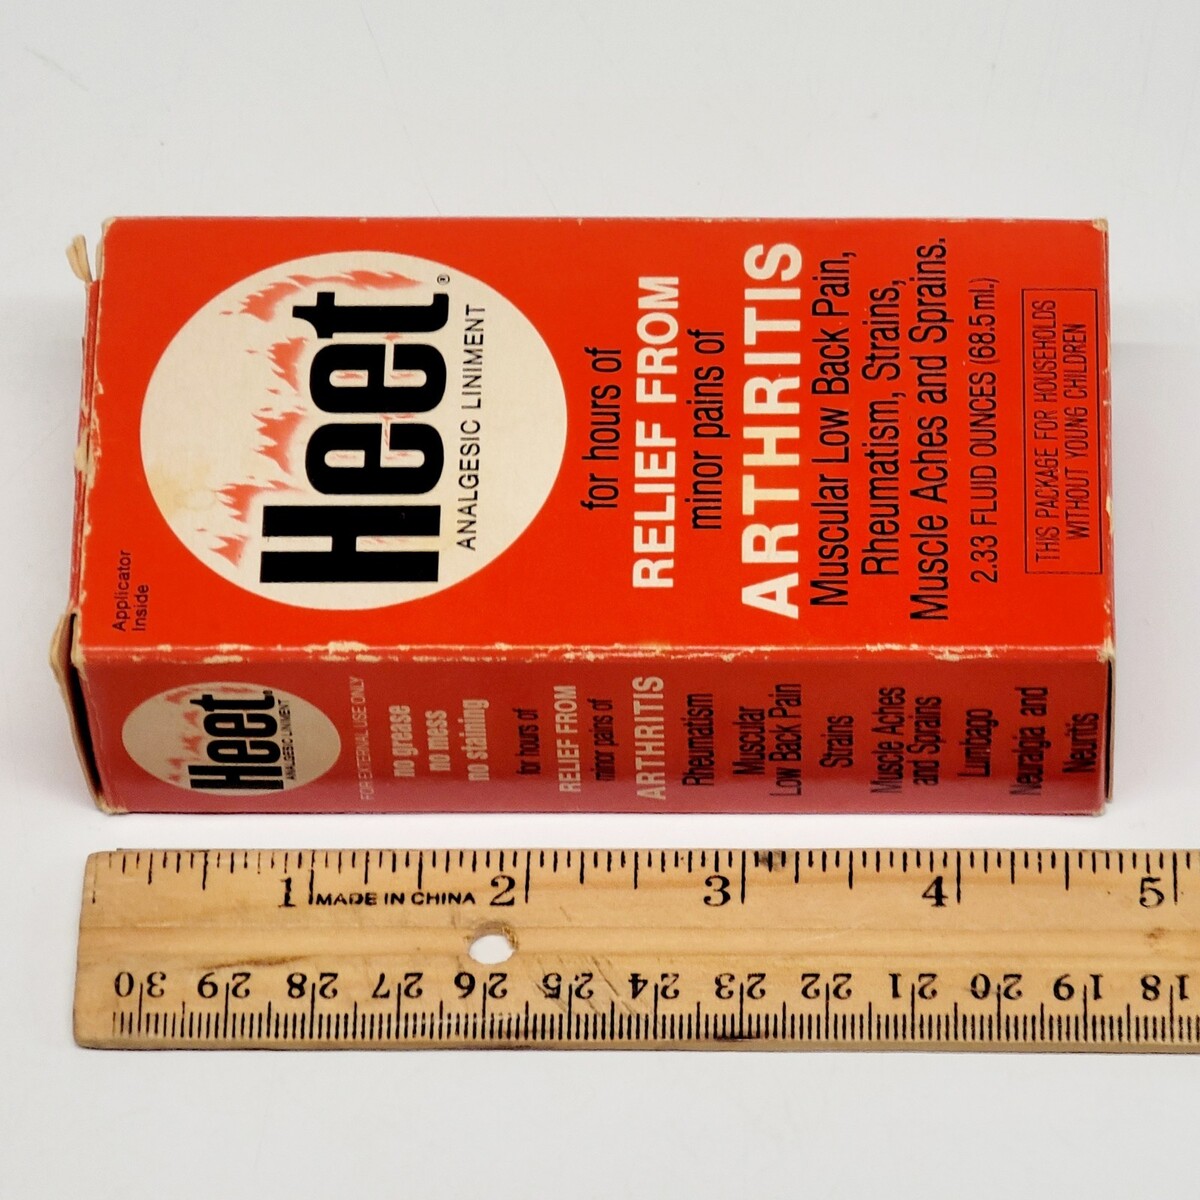 Applicator
Inside
Heet®
ANALGESIC LINIMENT
for hours of
RELIEF FROM
minor pains of
ARTHRITIS
Muscular Low Back Pain,
Rheumatism, Strains,
Muscle Aches and Sprains.
2.33 FLUID OUNCES (68.5 ml.)
THIS PACKAGE FOR HOUSEHOLDS
WITHOUT YOUNG CHILDREN
Heet®
ANALGESIC LINIMENT
FOR EXTERNAL USE ONLY
no grease
no mess
no staining
for hours of
RELIEF FROM
minor pains of
ARTHRITIS
Rheumatism
Muscular
Low Back Pain
Strains
Muscle Aches
and Sprains
Lumbago
Neuralgia and
Neuritis
1 MADE IN CHINA 2 3 4 5
30 29 28 27 26 25 24 23 22 21 20 19 18